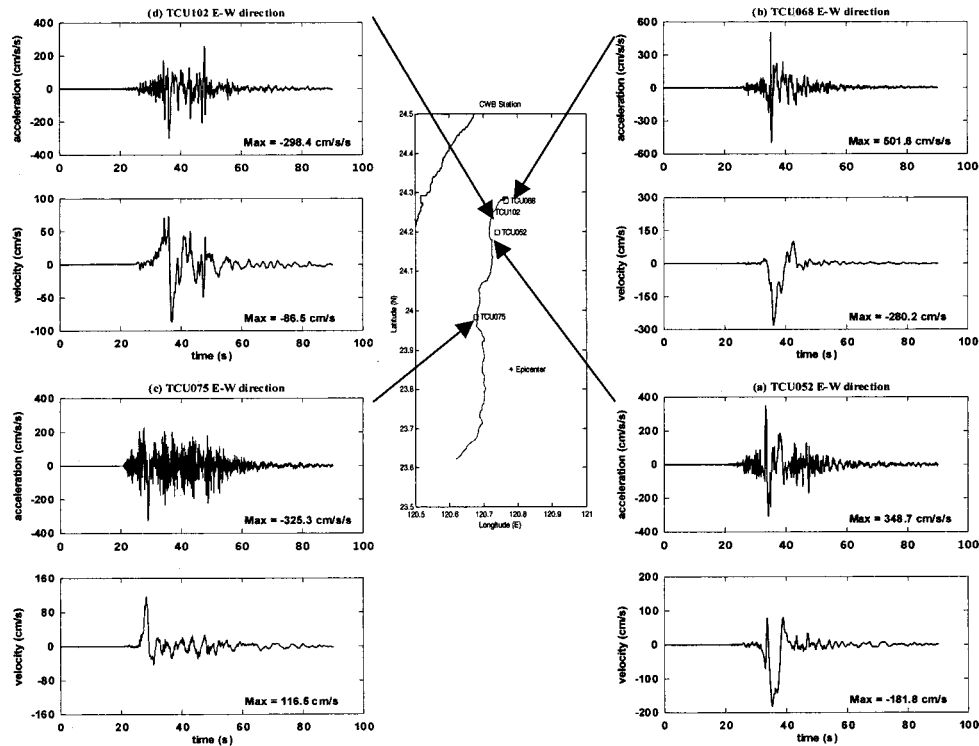 (d) TCU102 E-W direction
acceleration (cm/s/s)
400
200
0
-200
-400
Max = -298.4 cm/s/s
0 20 40 60 80 100
velocity (cm/s)
100
50
0
-50
-100
Max = -86.5 cm/s
0 20 40 60 80 100
time (s)
(c) TCU075 E-W direction
acceleration (cm/s/s)
400
200
0
-200
-400
Max = -325.3 cm/s/s
0 20 40 60 80 100
velocity (cm/s)
160
80
0
-80
-160
Max = 116.5 cm/s
0 20 40 60 80 100
time (s)
CWB Station
Latitude (N)
24.5
24.4
24.3
24.2
24.1
24
23.9
23.8
23.7
23.6
23.5
TCU068
TCU102
TCU052
TCU075
Epicenter
120.5 120.6 120.7 120.8 120.9 121
Longitude (E)
(b) TCU068 E-W direction
acceleration (cm/s/s)
600
400
200
0
-300
-600
Max = 501.6 cm/s/s
0 20 40 60 80 100
velocity (cm/s)
300
150
0
-150
-300
Max = -280.2 cm/s
0 20 40 60 80 100
time (s)
(a) TCU052 E-W direction
acceleration (cm/s/s)
400
200
0
-200
-400
Max = 348.7 cm/s/s
0 20 40 60 80 100
velocity (cm/s)
200
100
0
-100
-200
Max = -181.8 cm/s
0 20 40 60 80 100
time (s)